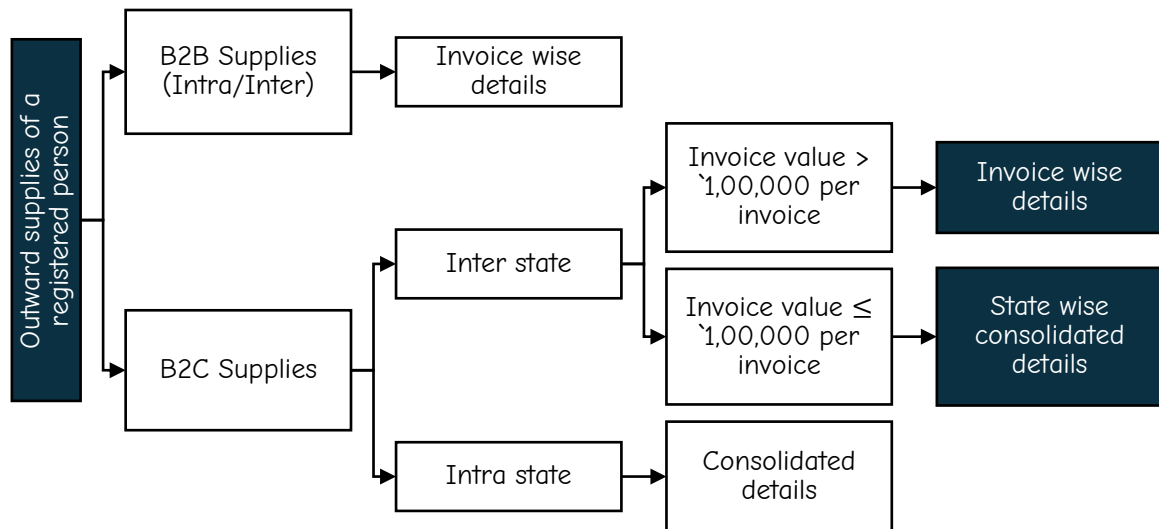 Outward supplies of a
registered person
B2B Supplies
(Intra/Inter)
Invoice wise
details
B2C Supplies
Inter state
Invoice value >
`1,00,000 per
invoice
Invoice wise
details
Invoice value ≤
`1,00,000 per
invoice
State wise
consolidated
details
Intra state
Consolidated
details